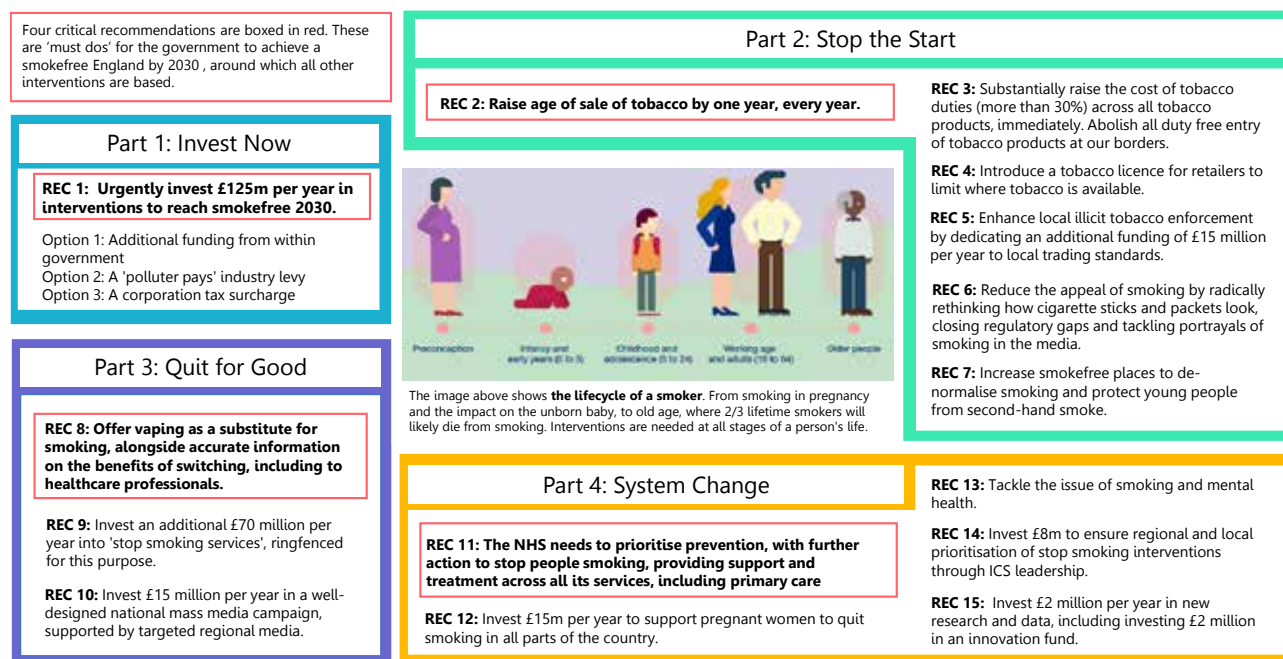 Four critical recommendations are boxed in red. These
are ‘must dos’ for the government to achieve a
smokefree England by 2030 , around which all other
interventions are based.
Part 1: Invest Now
REC 1: Urgently invest £125m per year in
interventions to reach smokefree 2030.
Option 1: Additional funding from within
government
Option 2: A 'polluter pays' industry levy
Option 3: A corporation tax surcharge
Part 2: Stop the Start
REC 2: Raise age of sale of tobacco by one year, every year.
REC 3: Substantially raise the cost of tobacco
duties (more than 30%) across all tobacco
products, immediately. Abolish all duty free entry
of tobacco products at our borders.
REC 4: Introduce a tobacco licence for retailers to
limit where tobacco is available.
REC 5: Enhance local illicit tobacco enforcement
by dedicating an additional funding of £15 million
per year to local trading standards.
REC 6: Reduce the appeal of smoking by radically
rethinking how cigarette sticks and packets look,
closing regulatory gaps and tackling portrayals of
smoking in the media.
REC 7: Increase smokefree places to de-
normalise smoking and protect young people
from second-hand smoke.
Preconception
Infancy and
early years (0 to 5)
Childhood and
adolescence (5 to 24)
Working age
and adults (16 to 64)
Older people
The image above shows the lifecycle of a smoker. From smoking in pregnancy
and the impact on the unborn baby, to old age, where 2/3 lifetime smokers will
likely die from smoking. Interventions are needed at all stages of a person's life.
Part 3: Quit for Good
REC 8: Offer vaping as a substitute for
smoking, alongside accurate information
on the benefits of switching, including to
healthcare professionals.
REC 9: Invest an additional £70 million per
year into 'stop smoking services', ringfenced
for this purpose.
REC 10: Invest £15 million per year in a well-
designed national mass media campaign,
supported by targeted regional media.
Part 4: System Change
REC 11: The NHS needs to prioritise prevention, with further
action to stop people smoking, providing support and
treatment across all its services, including primary care
REC 12: Invest £15m per year to support pregnant women to quit
smoking in all parts of the country.
REC 13: Tackle the issue of smoking and mental
health.
REC 14: Invest £8m to ensure regional and local
prioritisation of stop smoking interventions
through ICS leadership.
REC 15: Invest £2 million per year in new
research and data, including investing £2 million
in an innovation fund.